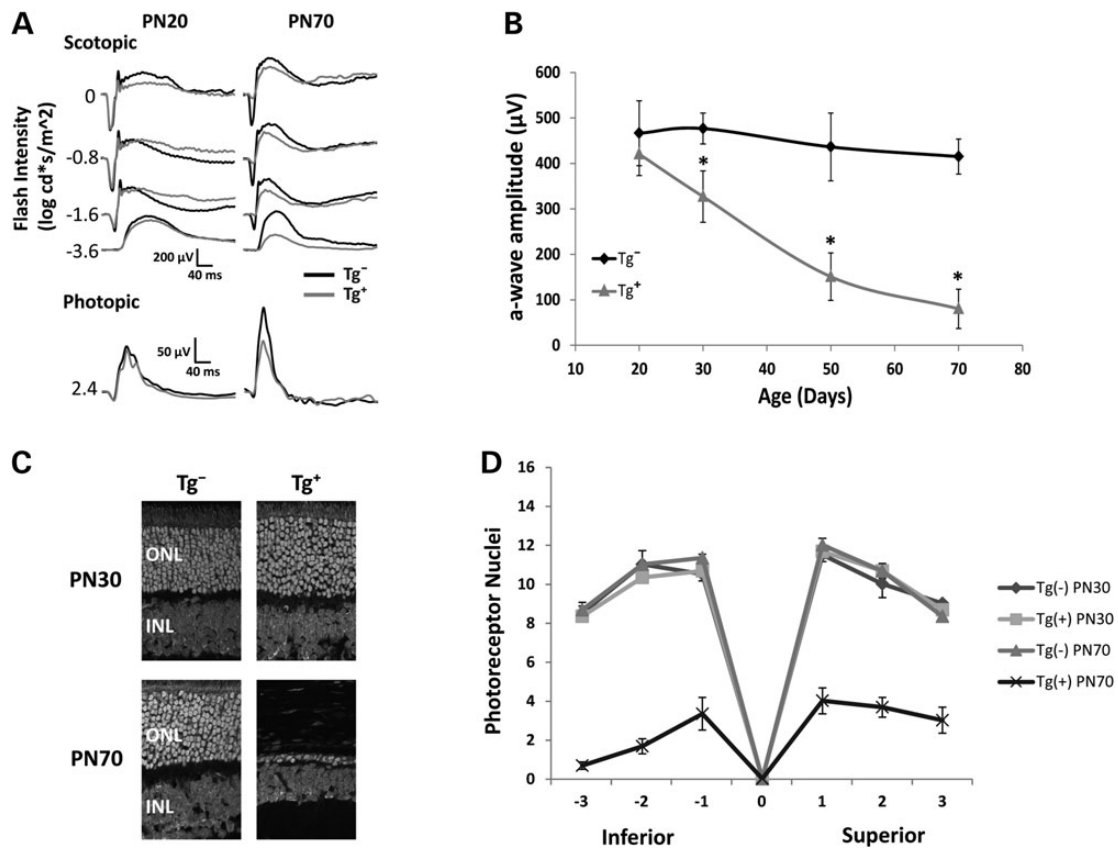 A
PN20
PN70
Scotopic
0
-0.8
-1.6
-3.6
Flash Intensity
(log cd*s/m^2)
200 µV
40 ms
Tg⁻
Tg⁺
Photopic
2.4
50 µV
40 ms
B
a-wave amplitude (µV)
600
500
400
300
200
100
0
*
*
*
Tg⁻
Tg⁺
10 20 30 40 50 60 70 80
Age (Days)
C
Tg⁻
Tg⁺
PN30
ONL
INL
PN70
ONL
INL
D
Photoreceptor Nuclei
16
14
12
10
8
6
4
2
0
-3 -2 -1 0 1 2 3
Inferior
Superior
Tg(-) PN30
Tg(+) PN30
Tg(-) PN70
Tg(+) PN70